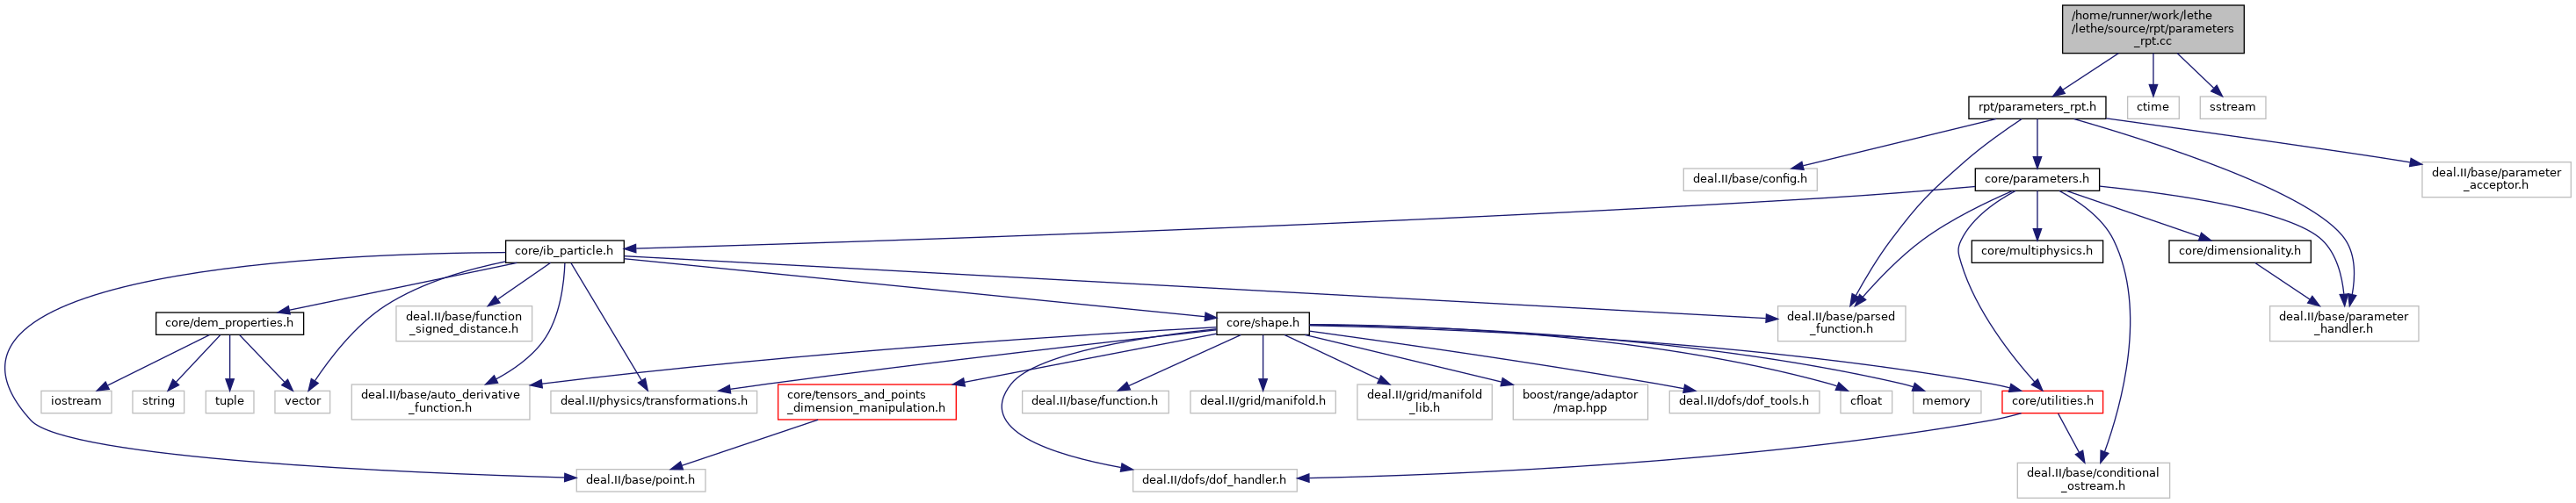 /home/runner/work/lethe
/lethe/source/rpt/parameters
_rpt.cc
rpt/parameters_rpt.h
ctime
sstream
deal.II/base/config.h
core/parameters.h
deal.II/base/parameter
_acceptor.h
core/ib_particle.h
core/multiphysics.h
core/dimensionality.h
core/dem_properties.h
deal.II/base/function
_signed_distance.h
core/shape.h
deal.II/base/parsed
_function.h
deal.II/base/parameter
_handler.h
iostream
string
tuple
vector
deal.II/base/auto_derivative
_function.h
deal.II/physics/transformations.h
core/tensors_and_points
_dimension_manipulation.h
deal.II/base/function.h
deal.II/grid/manifold.h
deal.II/grid/manifold
_lib.h
boost/range/adaptor
/map.hpp
deal.II/dofs/dof_tools.h
cfloat
memory
core/utilities.h
deal.II/base/point.h
deal.II/dofs/dof_handler.h
deal.II/base/conditional
_ostream.h